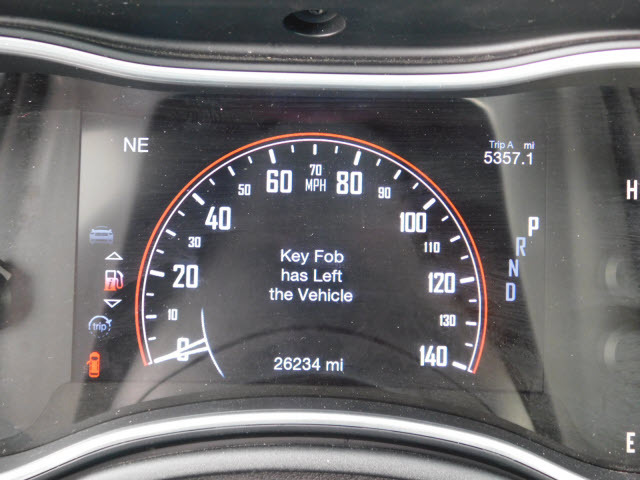 NE
Trip A mi
5357.1
70
60 MPH 80
50 90
40 100
30 110
Key Fob
has Left
the Vehicle
20 120
10 130
0 140
trip
26234 mi
P
R
N
D
H
E